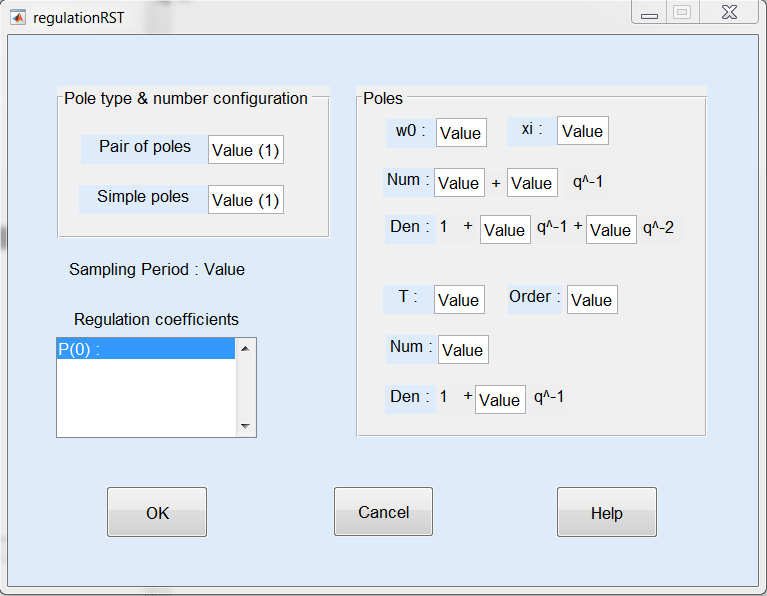 regulationRST
Pole type & number configuration
Pair of poles Value (1)
Simple poles Value (1)
Sampling Period : Value
Regulation coefficients
P(0) :
Poles
w0 : Value xi : Value
Num : Value + Value q^-1
Den : 1 + Value q^-1 + Value q^-2
T : Value Order : Value
Num : Value
Den : 1 + Value q^-1
OK Cancel Help